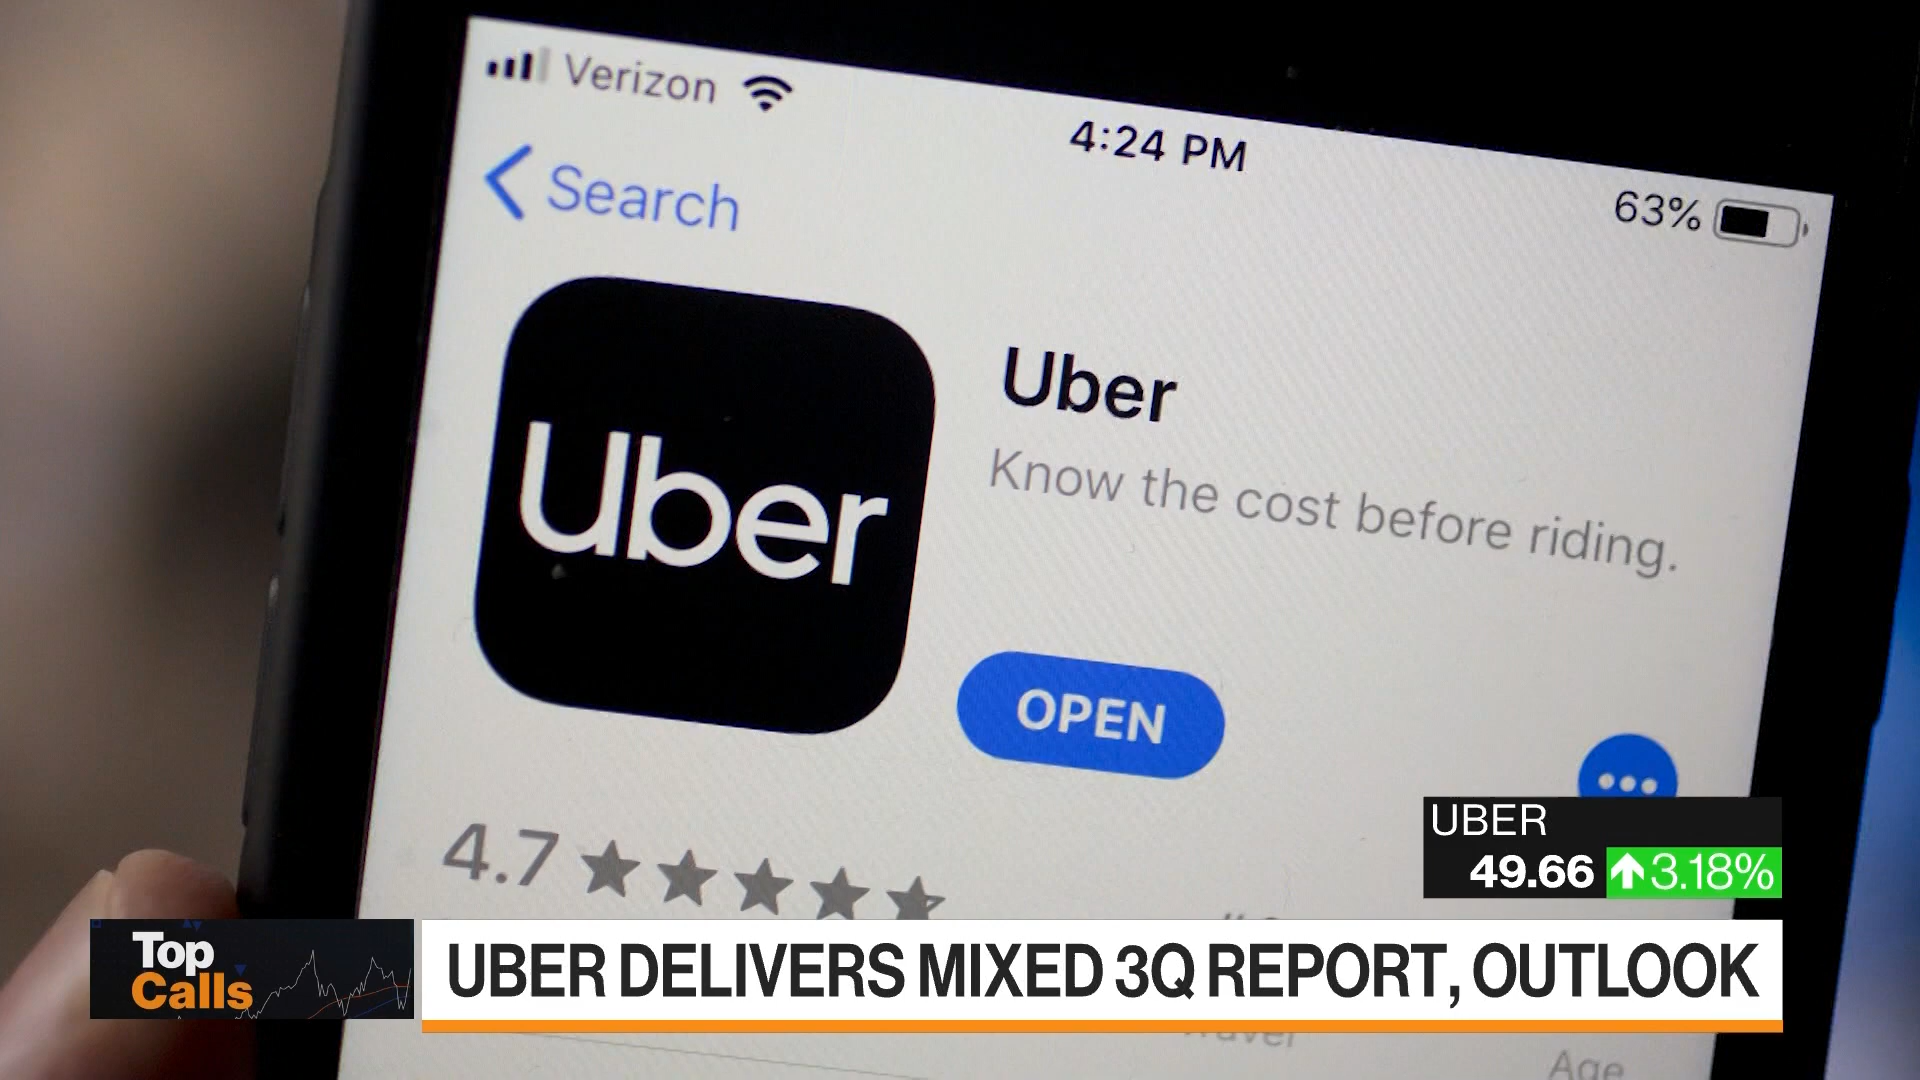 Verizon
4:24 PM
63%
Search
Uber
Uber
Know the cost before riding.
OPEN
4.7
UBER
49.66 3.18%
Top
Calls
UBER DELIVERS MIXED 3Q REPORT, OUTLOOK
Age